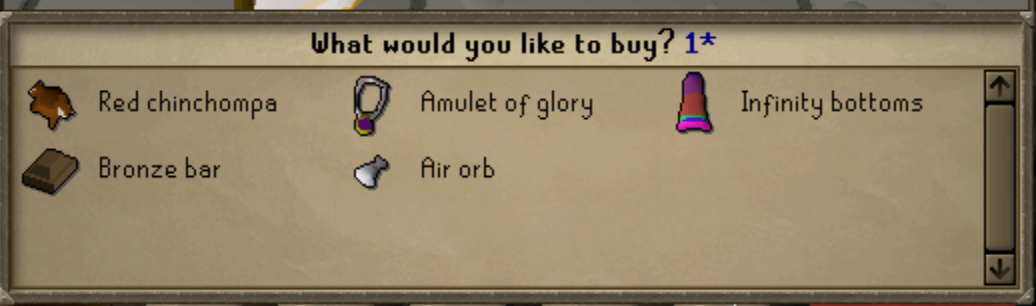 What would you like to buy? 1*
Red chinchompa
Amulet of glory
Infinity bottoms
Bronze bar
Air orb